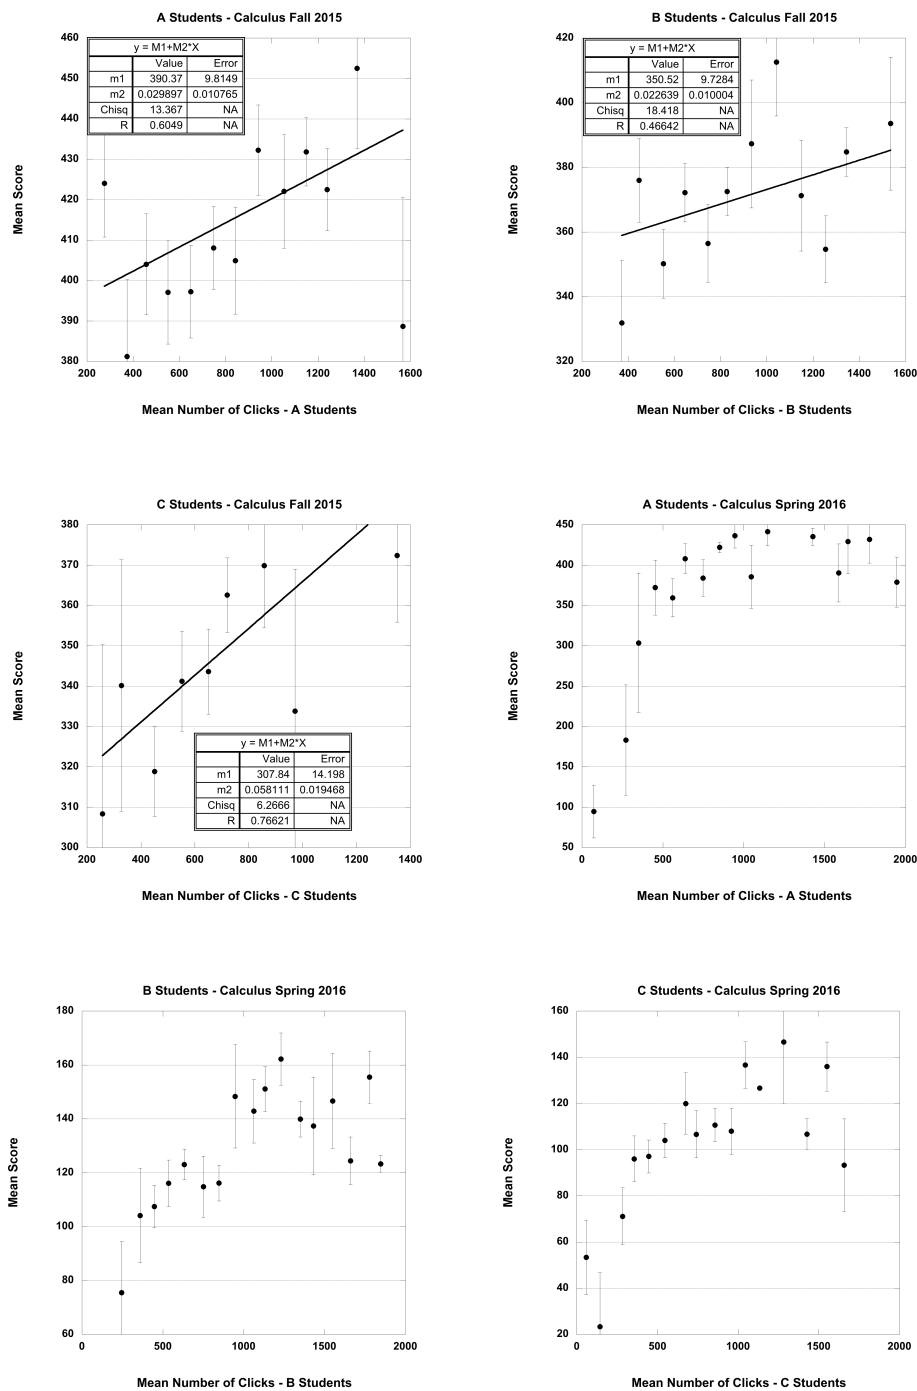 A Students - Calculus Fall 2015
460
450
440
430
420
410
400
390
380
200 400 600 800 1000 1200 1400 1600
Mean Score
Mean Number of Clicks - A Students
y = M1+M2*X
Value Error
m1 390.37 9.8149
m2 0.029897 0.010765
Chisq 13.367 NA
R 0.6049 NA
B Students - Calculus Fall 2015
420
400
380
360
340
320
200 400 600 800 1000 1200 1400 1600
Mean Score
Mean Number of Clicks - B Students
y = M1+M2*X
Value Error
m1 350.52 9.7284
m2 0.022639 0.010004
Chisq 18.418 NA
R 0.46642 NA
C Students - Calculus Fall 2015
380
370
360
350
340
330
320
310
300
200 400 600 800 1000 1200 1400
Mean Score
Mean Number of Clicks - C Students
y = M1+M2*X
Value Error
m1 307.84 14.198
m2 0.058111 0.019468
Chisq 6.2666 NA
R 0.76621 NA
A Students - Calculus Spring 2016
450
400
350
300
250
200
150
100
50
0 500 1000 1500 2000
Mean Score
Mean Number of Clicks - A Students
B Students - Calculus Spring 2016
180
160
140
120
100
80
60
0 500 1000 1500 2000
Mean Score
Mean Number of Clicks - B Students
C Students - Calculus Spring 2016
160
140
120
100
80
60
40
20
0 500 1000 1500 2000
Mean Score
Mean Number of Clicks - C Students